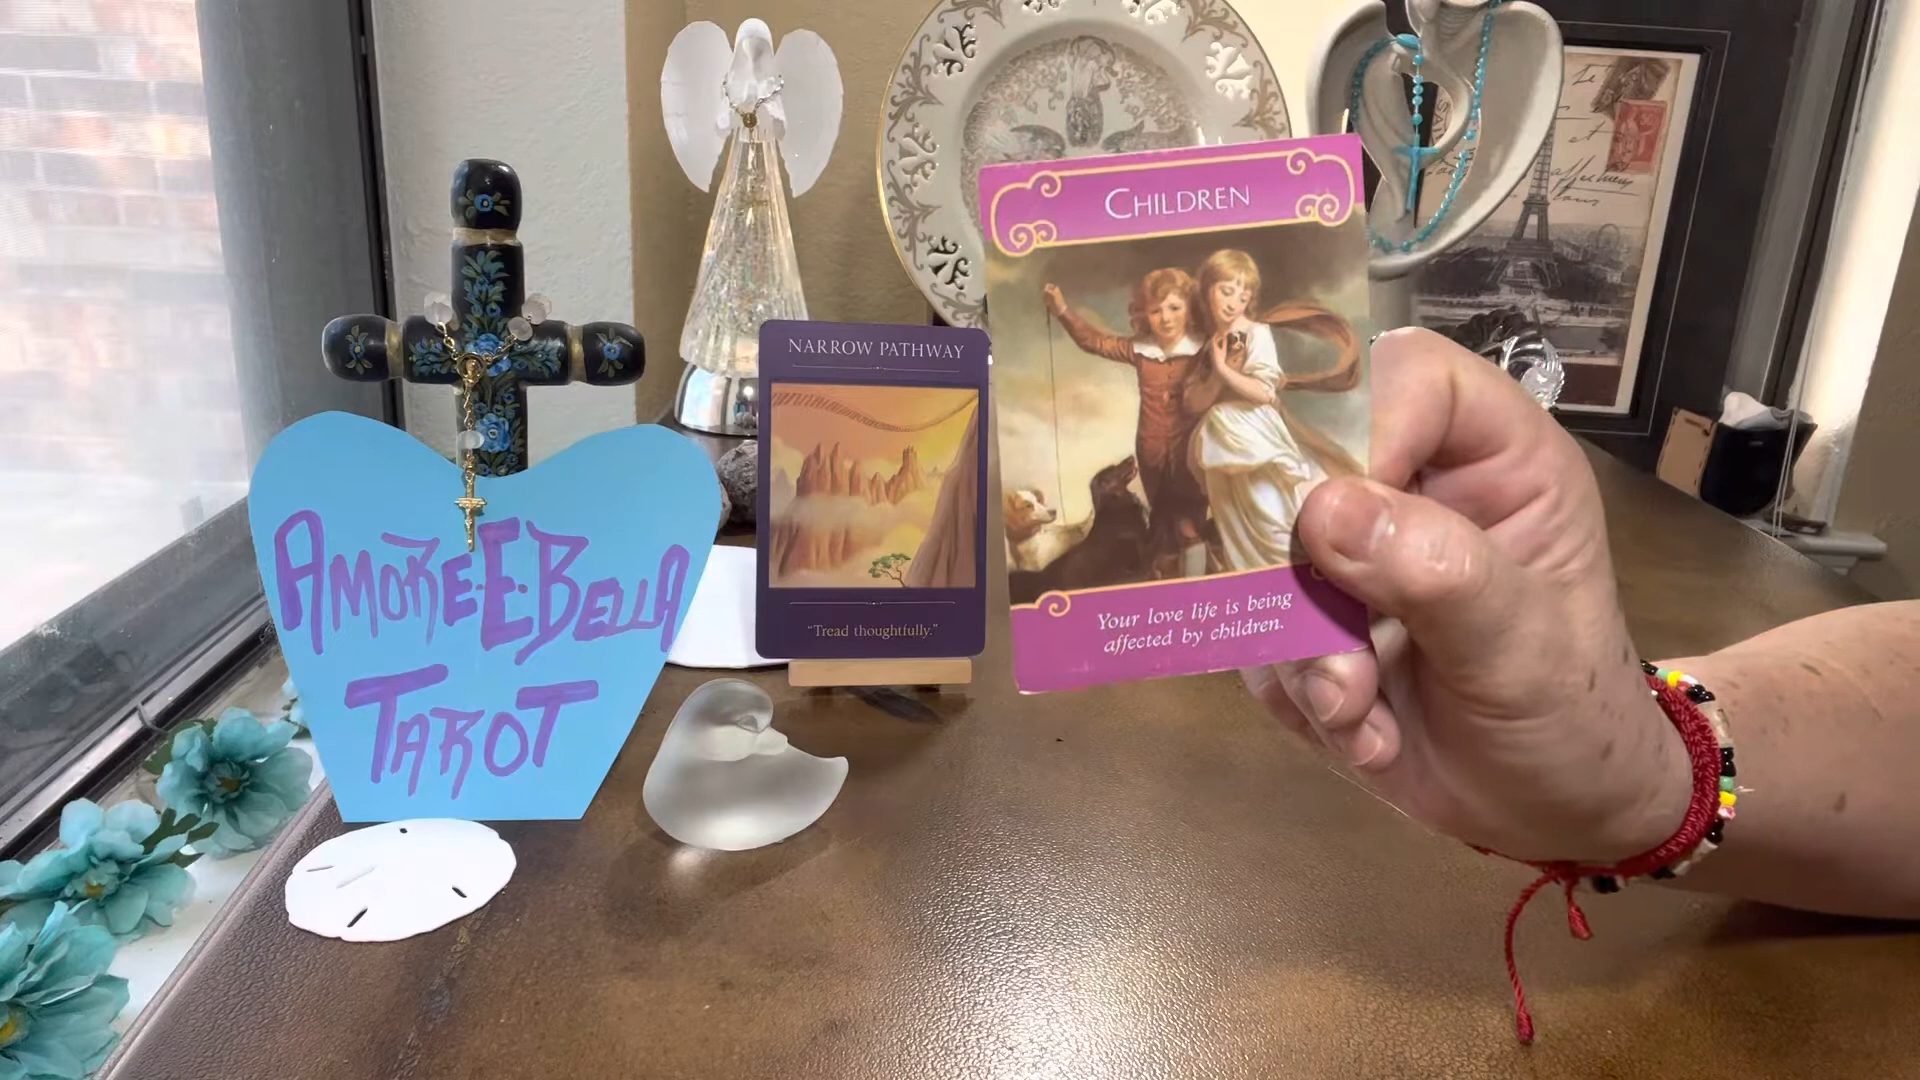 AMORE·E·BELLA
TAROT
NARROW PATHWAY
"Tread thoughtfully."
CHILDREN
Your love life is being
affected by children.